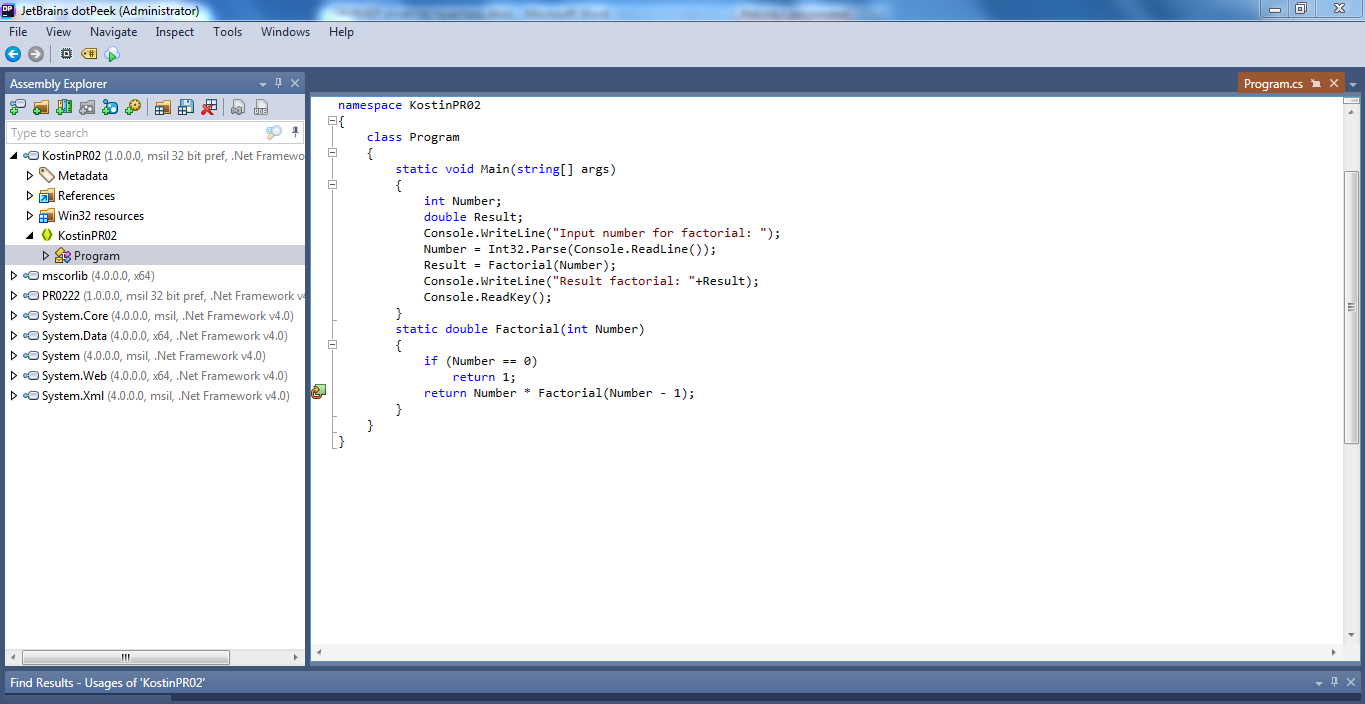 JetBrains dotPeek (Administrator)
File View Navigate Inspect Tools Windows Help
Assembly Explorer
Program.cs
Type to search
KostinPR02 (1.0.0.0, msil 32 bit pref, .Net Framewo
Metadata
References
Win32 resources
KostinPR02
Program
mscorlib (4.0.0.0, x64)
PR0222 (1.0.0.0, msil 32 bit pref, .Net Framework v4
System.Core (4.0.0.0, msil, .Net Framework v4.0)
System.Data (4.0.0.0, x64, .Net Framework v4.0)
System (4.0.0.0, msil, .Net Framework v4.0)
System.Web (4.0.0.0, x64, .Net Framework v4.0)
System.Xml (4.0.0.0, msil, .Net Framework v4.0)
namespace KostinPR02
{
class Program
{
static void Main(string[] args)
{
int Number;
double Result;
Console.WriteLine("Input number for factorial: ");
Number = Int32.Parse(Console.ReadLine());
Result = Factorial(Number);
Console.WriteLine("Result factorial: "+Result);
Console.ReadKey();
}
static double Factorial(int Number)
{
if (Number == 0)
return 1;
return Number * Factorial(Number - 1);
}
}
}
Find Results - Usages of 'KostinPR02'